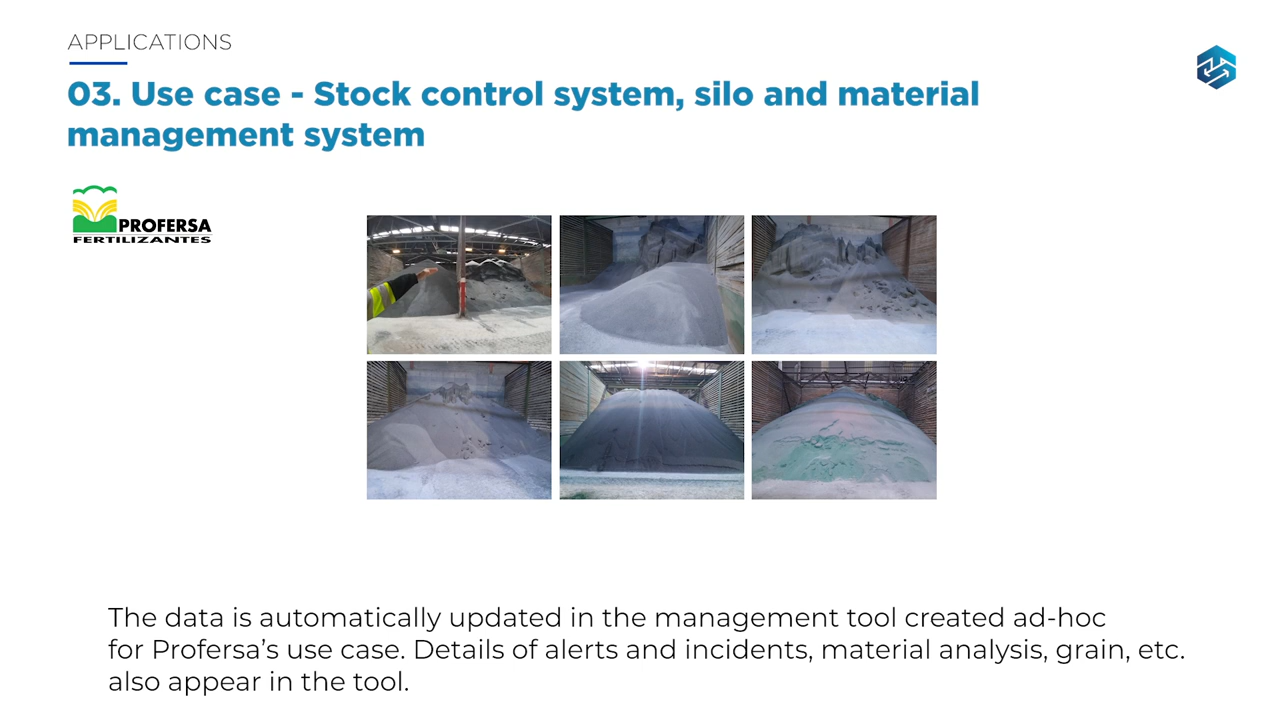 APPLICATIONS
03. Use case - Stock control system, silo and material
management system
PROFERSA
FERTILIZANTES
The data is automatically updated in the management tool created ad-hoc
for Profersa’s use case. Details of alerts and incidents, material analysis, grain, etc.
also appear in the tool.